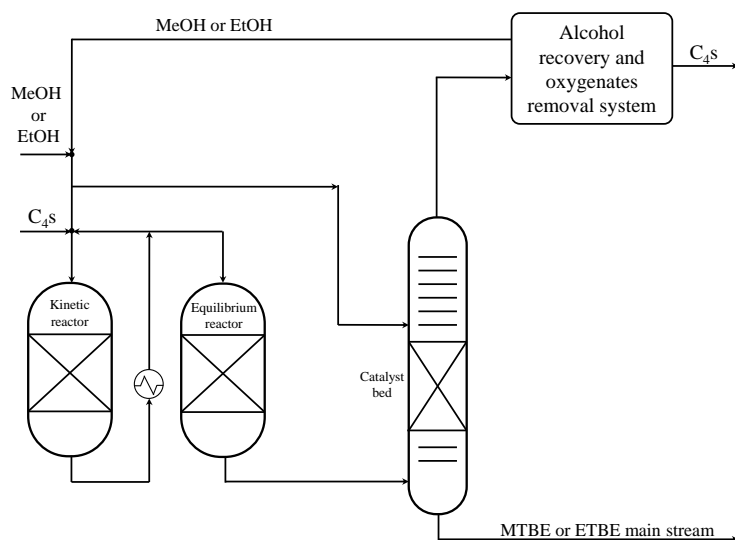 MeOH or EtOH
Alcohol
recovery and
oxygenates
removal system
C₄s
MeOH
or
EtOH
C₄s
Kinetic
reactor
Equilibrium
reactor
Catalyst
bed
MTBE or ETBE main stream